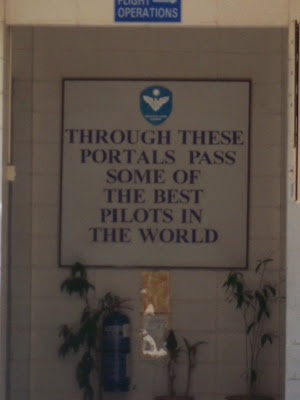 FLIGHT
OPERATIONS
THROUGH THESE
PORTALS PASS
SOME OF
THE BEST
PILOTS IN
THE WORLD